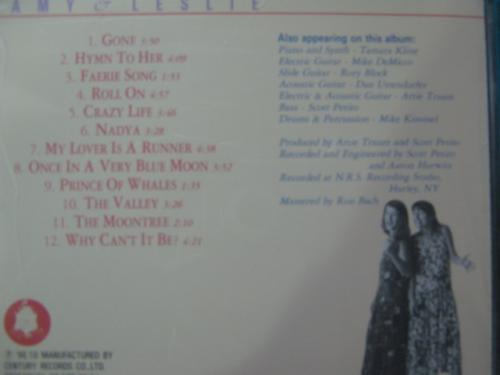 AMY & LESLIE
1. GONE 3:50
2. HYMN TO HER 4:09
3. FAERIE SONG 1:33
4. ROLL ON 4:57
5. CRAZY LIFE 3:46
6. NADYA 3:28
7. MY LOVER IS A RUNNER 4:38
8. ONCE IN A VERY BLUE MOON 3:52
9. PRINCE OF WHALES 1:35
10. THE VALLEY 3:26
11. THE MOONTREE 2:10
12. WHY CAN'T IT BE? 4:21
Also appearing on this album:
Piano and Synth - Tamara Kline
Electric Guitar - Mike DeMicco
Slide Guitar - Rory Block
Acoustic Guitar - Dan
Electric & Acoustic Guitar - Artie Traum
Bass - Scott Petito
Drums & Percussion - Mike
Produced by Artie Traum and Scott Petito
Recorded and Engineered by Scott Petito
and Aaron Hurwitz
Recorded at N.R.S. Recording Studio,
Hurley, NY
Mastered by Ron Bach
MANUFACTURED BY
CENTURY RECORDS CO.,LTD.